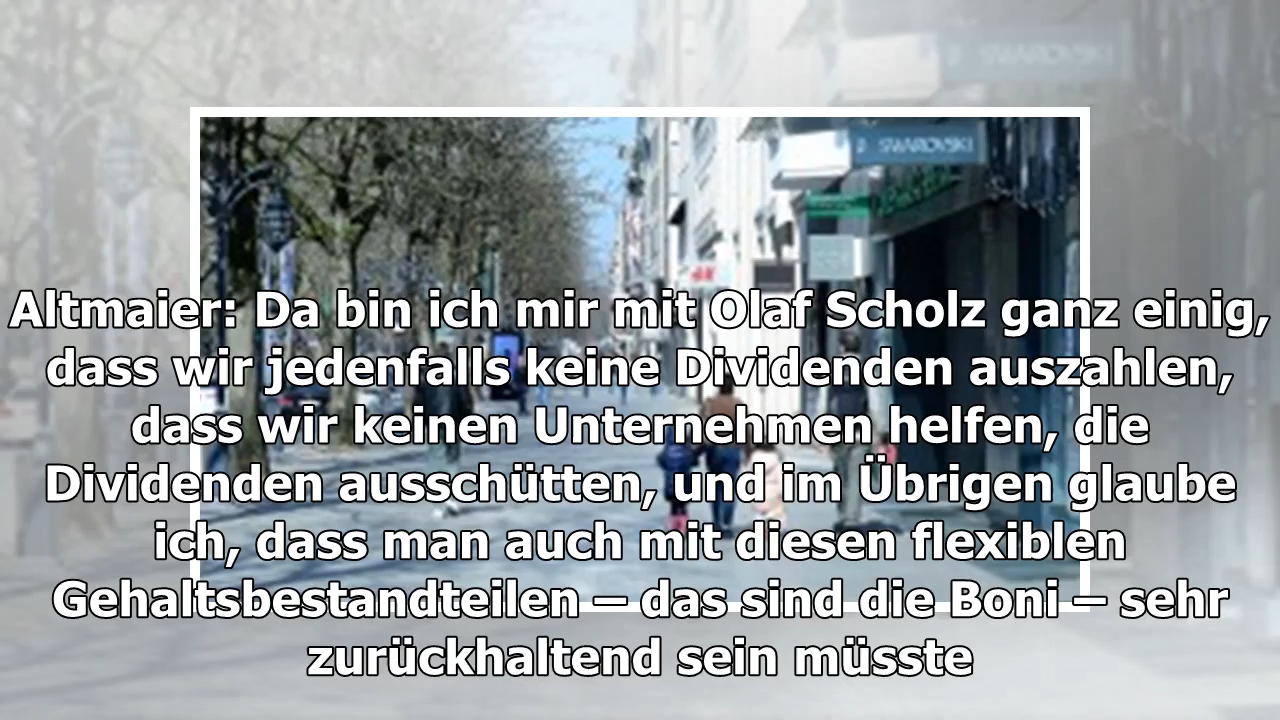 SWAROVSKI
H&M
Altmaier: Da bin ich mir mit Olaf Scholz ganz einig,
dass wir jedenfalls keine Dividenden auszahlen,
dass wir keinen Unternehmen helfen, die
Dividenden ausschütten, und im Übrigen glaube
ich, dass man auch mit diesen flexiblen
Gehaltsbestandteilen – das sind die Boni – sehr
zurückhaltend sein müsste